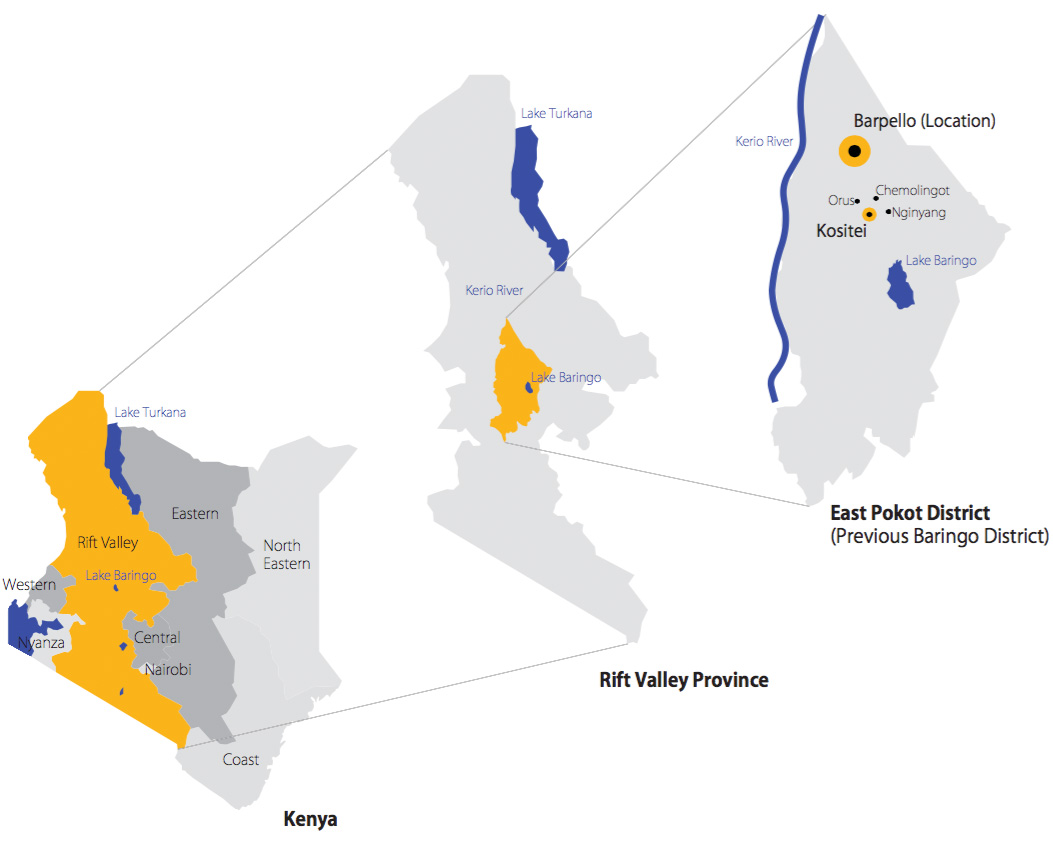 Lake Turkana
Eastern
Rift Valley
North
Eastern
Lake Baringo
Western
Nyanza
Central
Nairobi
Coast
Kenya
Lake Turkana
Kerio River
Lake Baringo
Rift Valley Province
Kerio River
Barpello (Location)
Chemolingot
Orus
Nginyang
Kositei
Lake Baringo
East Pokot District
(Previous Baringo District)